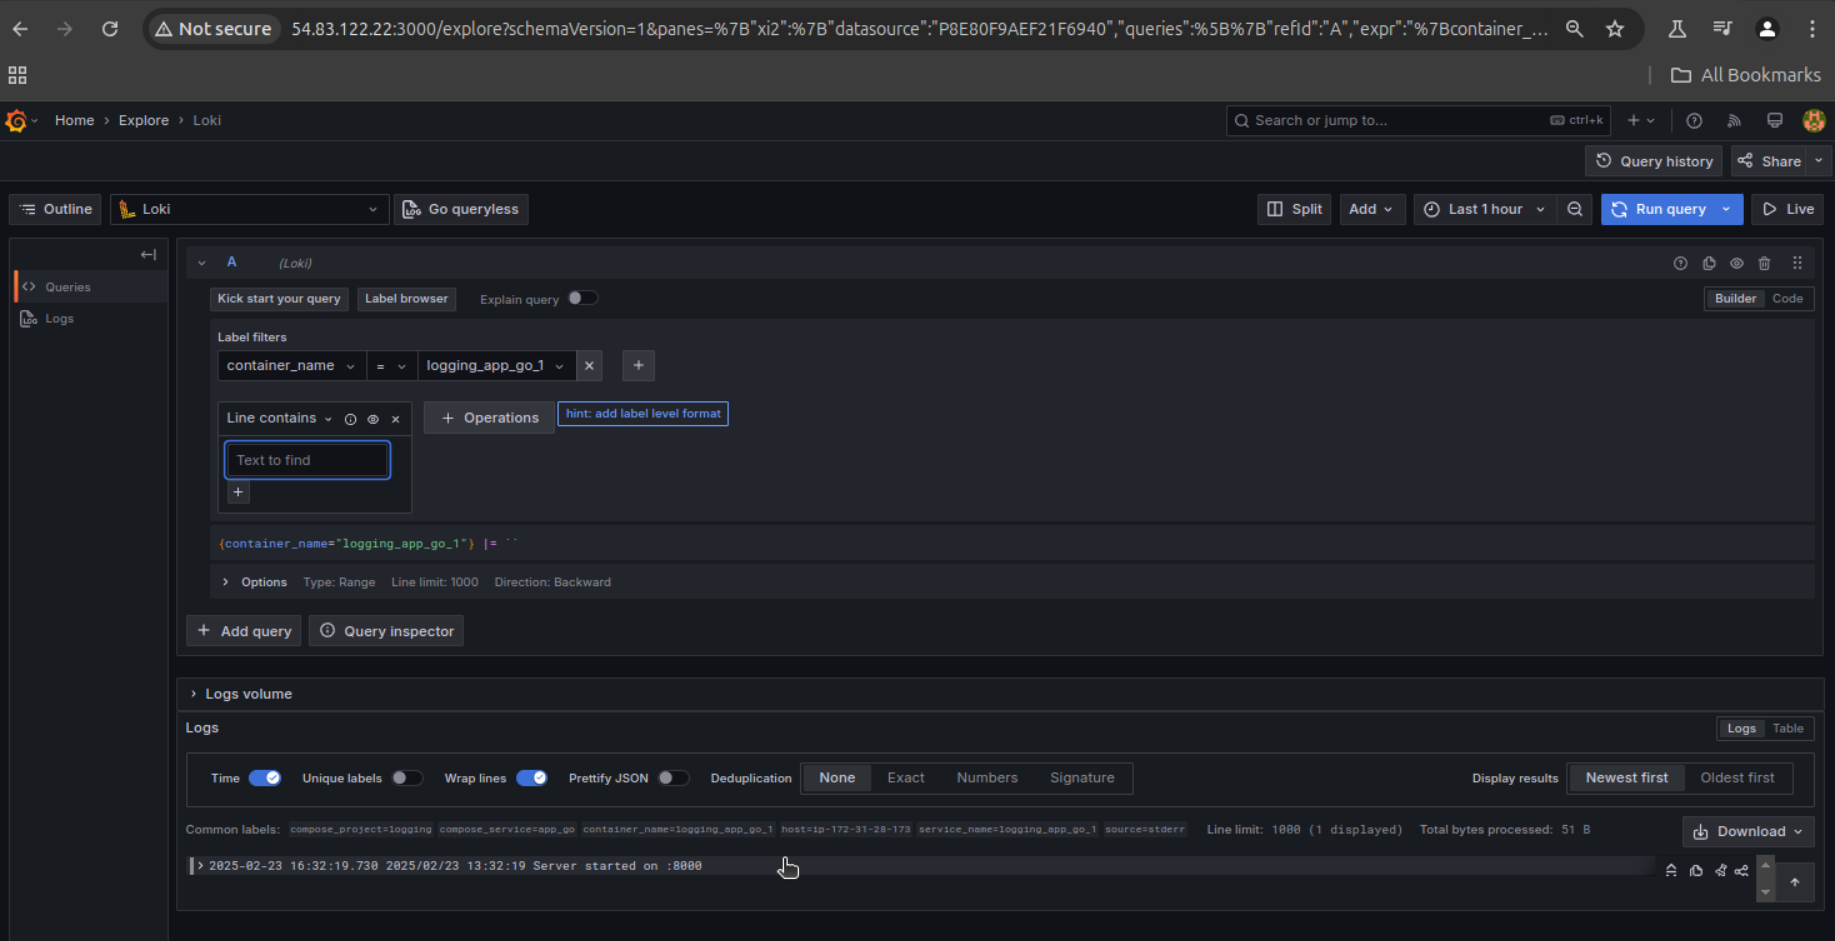 Not secure 54.83.122.22:3000/explore?schemaVersion=1&panes=%7B"xi2":%7B"datasource":"P8E80F9AEF21F6940","queries":%5B%7B"refId":"A","expr":"%7Bcontainer_...
All Bookmarks
Home › Explore › Loki
Search or jump to... ctrl+k
Query history Share
Outline Loki Go queryless Split Add Last 1 hour Run query Live
Queries
Logs
A (Loki)
Kick start your query Label browser Explain query Builder Code
Label filters
container_name = logging_app_go_1
Line contains + Operations hint: add label level format
Text to find
+
{container_name="logging_app_go_1"} |= ``
Options Type: Range Line limit: 1000 Direction: Backward
+ Add query Query inspector
Logs volume
Logs Logs Table
Time Unique labels Wrap lines Prettify JSON Deduplication None Exact Numbers Signature Display results Newest first Oldest first
Common labels: compose_project=logging compose_service=app_go container_name=logging_app_go_1 host=ip-172-31-28-173 service_name=logging_app_go_1 source=stderr Line limit: 1000 (1 displayed) Total bytes processed: 51 B Download
2025-02-23 16:32:19.730 2025/02/23 13:32:19 Server started on :8000